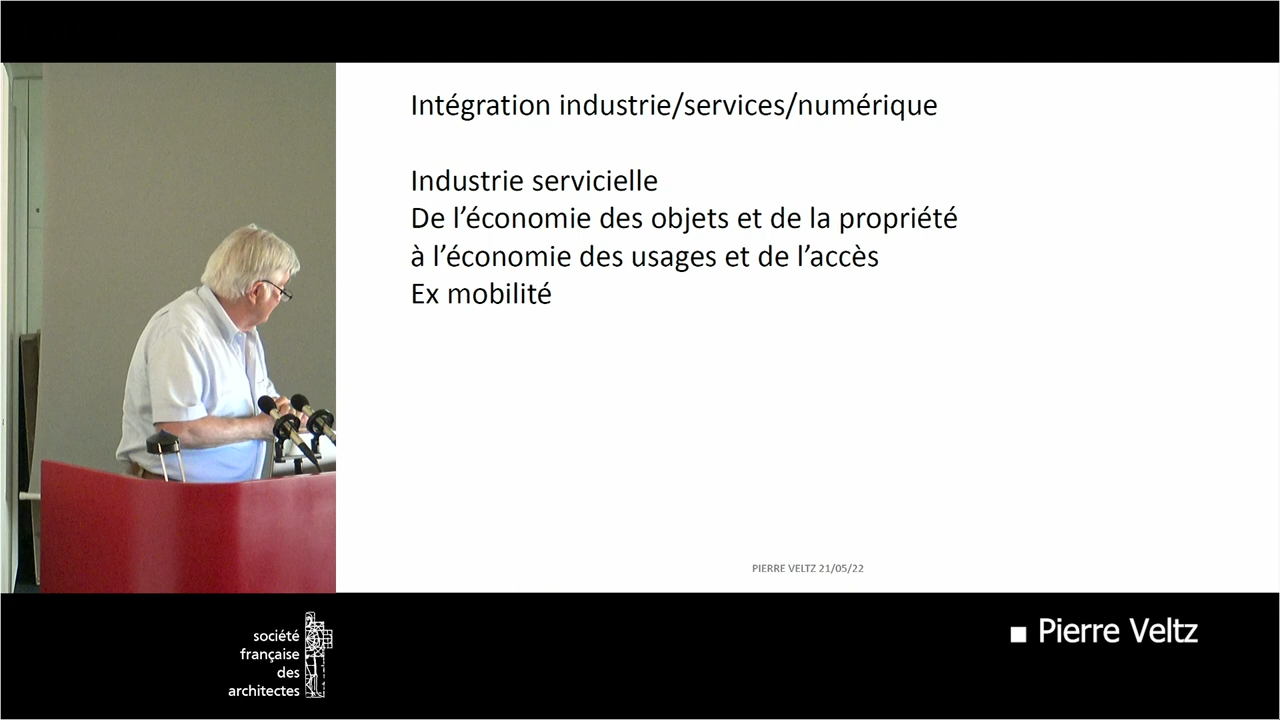 Intégration industrie/services/numérique
Industrie servicielle
De l’économie des objets et de la propriété
à l’économie des usages et de l’accès
Ex mobilité
PIERRE VELTZ 21/05/22
société
française
des
architectes
Pierre Veltz